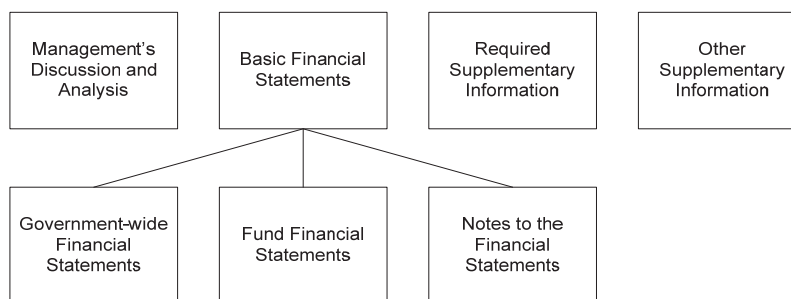 Management's
Discussion and
Analysis
Basic Financial
Statements
Required
Supplementary
Information
Other
Supplementary
Information
Government-wide
Financial
Statements
Fund Financial
Statements
Notes to the
Financial
Statements